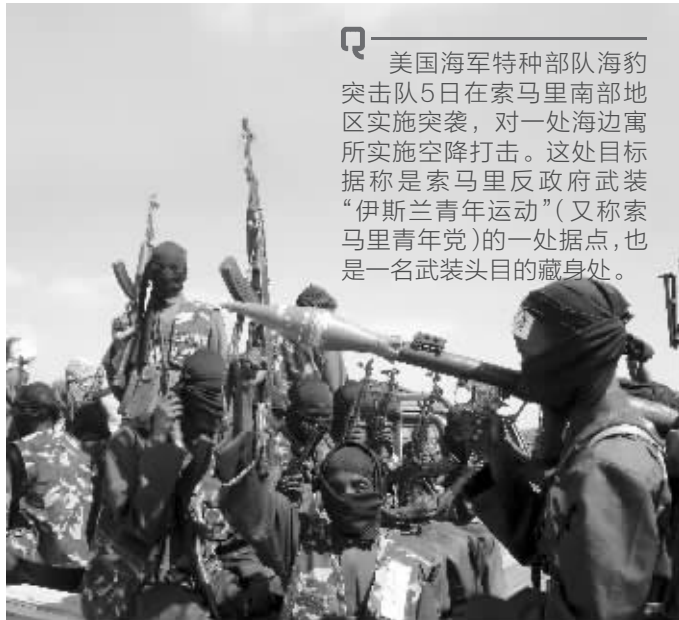 美国海军特种部队海豹
突击队5日在索马里南部地
区实施突袭，对一处海边寓
所实施空降打击。这处目标
据称是索马里反政府武装
“伊斯兰青年运动”（又称索
马里青年党）的一处据点，也
是一名武装头目的藏身处。